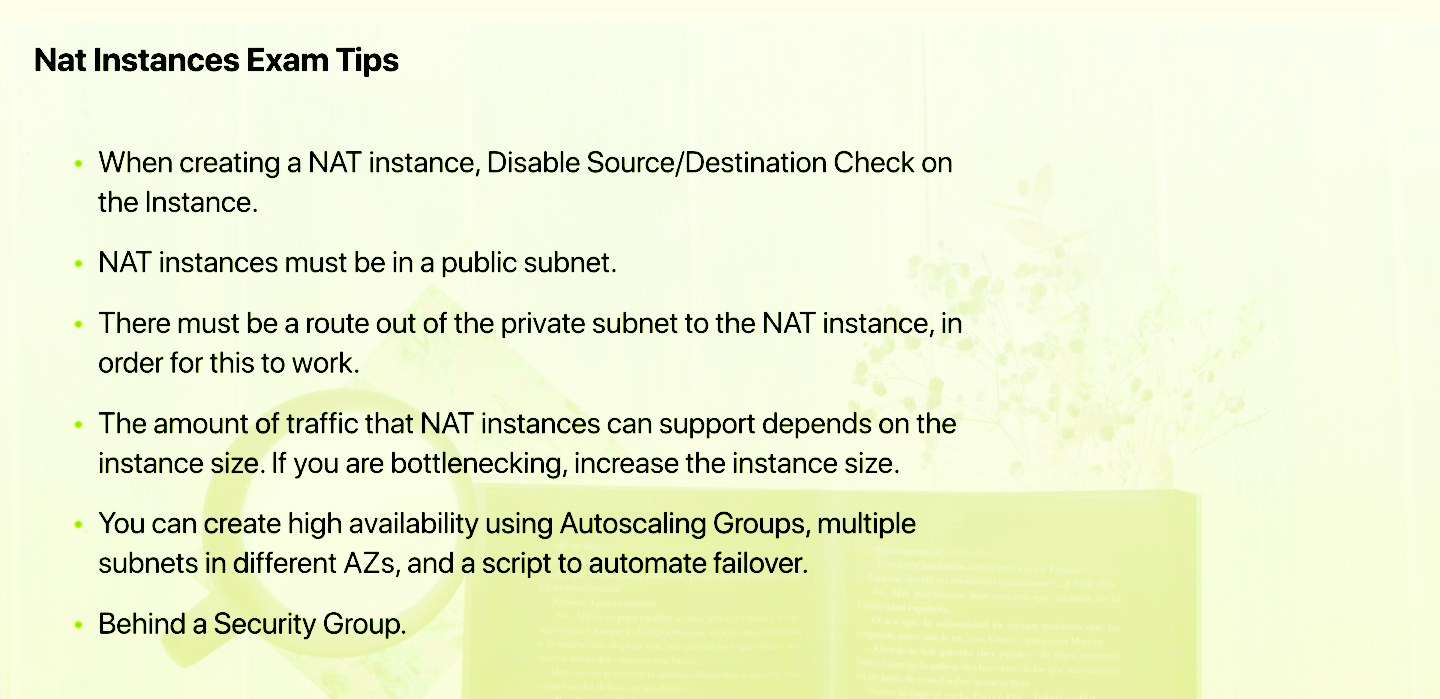 Nat Instances Exam Tips
• When creating a NAT instance, Disable Source/Destination Check on
the Instance.
• NAT instances must be in a public subnet.
• There must be a route out of the private subnet to the NAT instance, in
order for this to work.
• The amount of traffic that NAT instances can support depends on the
instance size. If you are bottlenecking, increase the instance size.
• You can create high availability using Autoscaling Groups, multiple
subnets in different AZs, and a script to automate failover.
• Behind a Security Group.